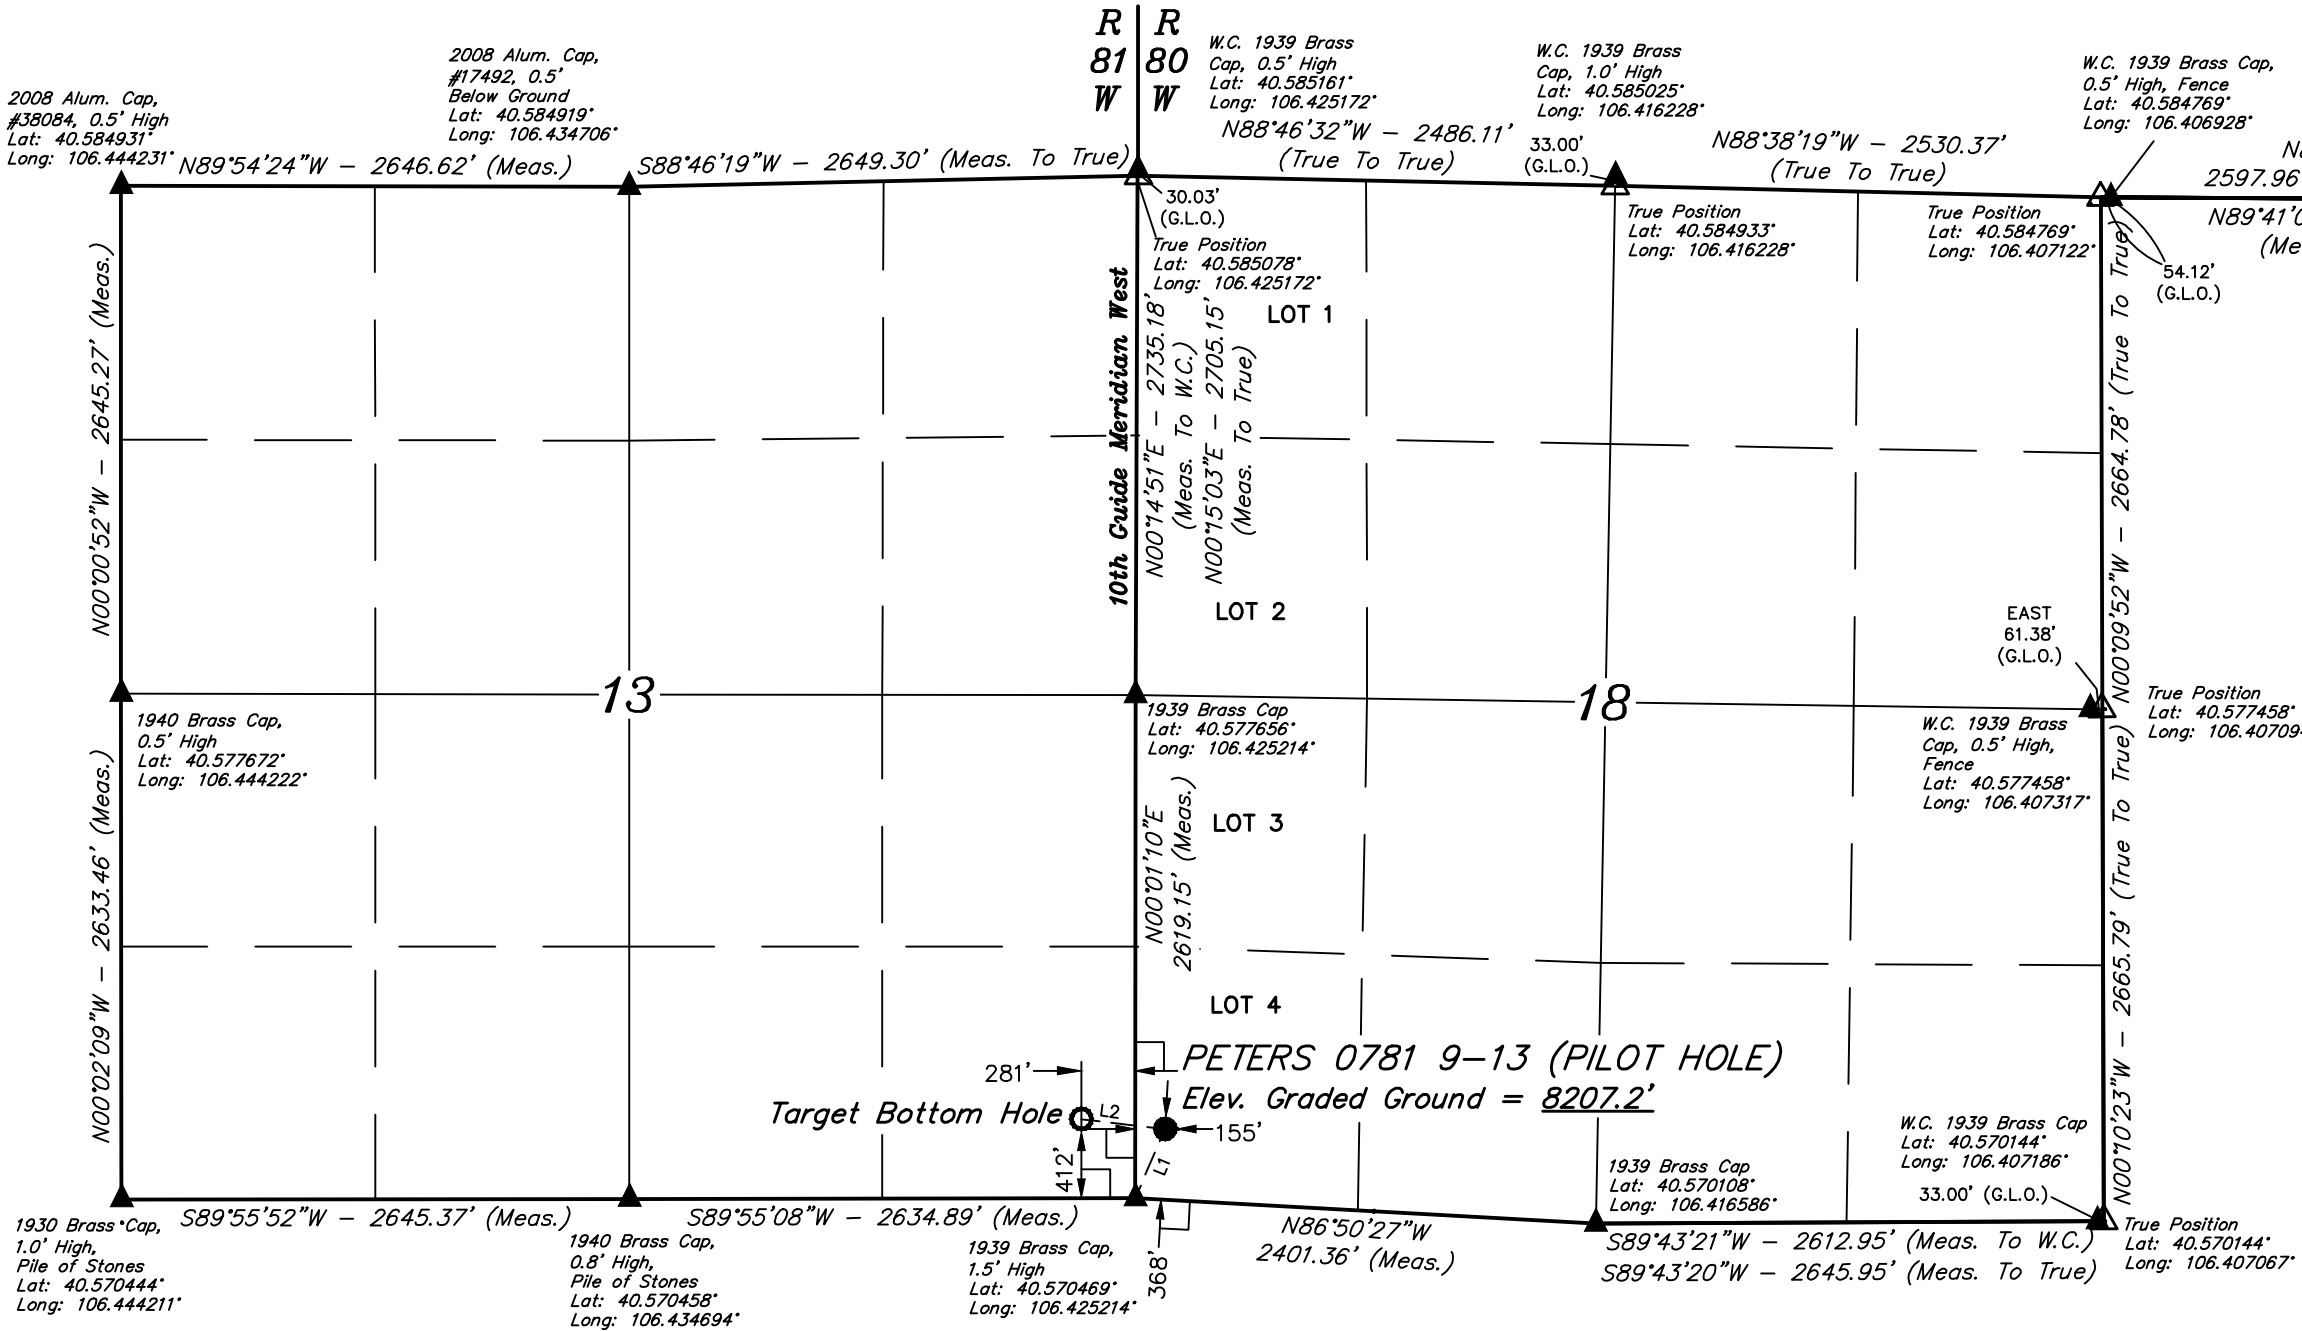 R R
81 80
W W
2008 Alum. Cap,
#38084, 0.5' High
Lat: 40.584931°
Long: 106.444231°
2008 Alum. Cap,
#17492, 0.5'
Below Ground
Lat: 40.584919°
Long: 106.434706°
W.C. 1939 Brass
Cap, 0.5' High
Lat: 40.585161°
Long: 106.425172°
W.C. 1939 Brass
Cap, 1.0' High
Lat: 40.585025°
Long: 106.416228°
W.C. 1939 Brass Cap,
0.5' High, Fence
Lat: 40.584769°
Long: 106.406928°
N89°54'24"W - 2646.62' (Meas.)
S88°46'19"W - 2649.30' (Meas. To True)
N88°46'32"W - 2486.11'
(True To True)
33.00'
(G.L.O.)
N88°38'19"W - 2530.37'
(True To True)
2597.96'
N89°41'
30.03'
(G.L.O.)
True Position
Lat: 40.585078°
Long: 106.425172°
True Position
Lat: 40.584933°
Long: 106.416228°
True Position
Lat: 40.584769°
Long: 106.407122°
54.12'
(G.L.O.)
N00°00'52"W - 2645.27' (Meas.)
10th Guide Meridian West
N00°14'51"E - 2735.18'
(Meas. To W.C.)
N00°15'03"E - 2705.15'
(Meas. To True)
LOT 1
LOT 2
N00°09'52"W - 2664.78' (True To True)
EAST
61.38'
(G.L.O.)
13
18
1940 Brass Cap,
0.5' High
Lat: 40.577672°
Long: 106.444222°
1939 Brass Cap
Lat: 40.577656°
Long: 106.425214°
W.C. 1939 Brass
Cap, 0.5' High,
Fence
Lat: 40.577458°
Long: 106.407317°
True Position
Lat: 40.577458°
Long: 106.407094
N00°02'09"W - 2633.46' (Meas.)
N00°01'10"E
2619.15' (Meas.)
LOT 3
LOT 4
N00°10'23"W - 2665.79' (True To True)
PETERS 0781 9-13 (PILOT HOLE)
Elev. Graded Ground = 8207.2'
281'
Target Bottom Hole
L2
155'
412'
L1
368'
W.C. 1939 Brass Cap
Lat: 40.570144°
Long: 106.407186°
33.00' (G.L.O.)
1939 Brass Cap
Lat: 40.570108°
Long: 106.416586°
1930 Brass Cap,
1.0' High,
Pile of Stones
Lat: 40.570444°
Long: 106.444211°
S89°55'52"W - 2645.37' (Meas.)
1940 Brass Cap,
0.8' High,
Pile of Stones
Lat: 40.570458°
Long: 106.434694°
S89°55'08"W - 2634.89' (Meas.)
1939 Brass Cap,
1.5' High
Lat: 40.570469°
Long: 106.425214°
N86°50'27"W
2401.36' (Meas.)
S89°43'21"W - 2612.95' (Meas. To W.C.)
S89°43'20"W - 2645.95' (Meas. To True)
True Position
Lat: 40.570144°
Long: 106.407067°